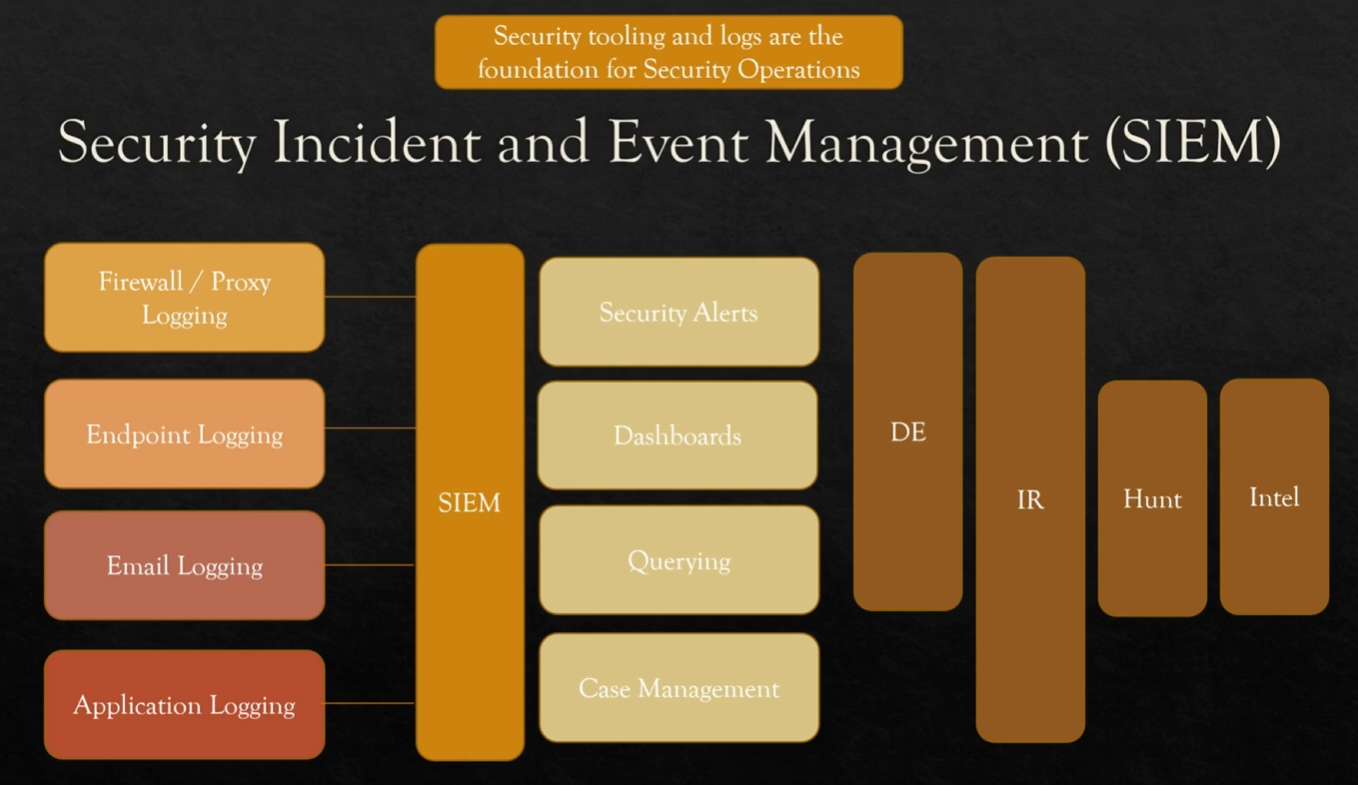 Security tooling and logs are the
foundation for Security Operations
Security Incident and Event Management (SIEM)
Firewall / Proxy
Logging
Endpoint Logging
Email Logging
Application Logging
SIEM
Security Alerts
Dashboards
Querying
Case Management
DE
IR
Hunt
Intel